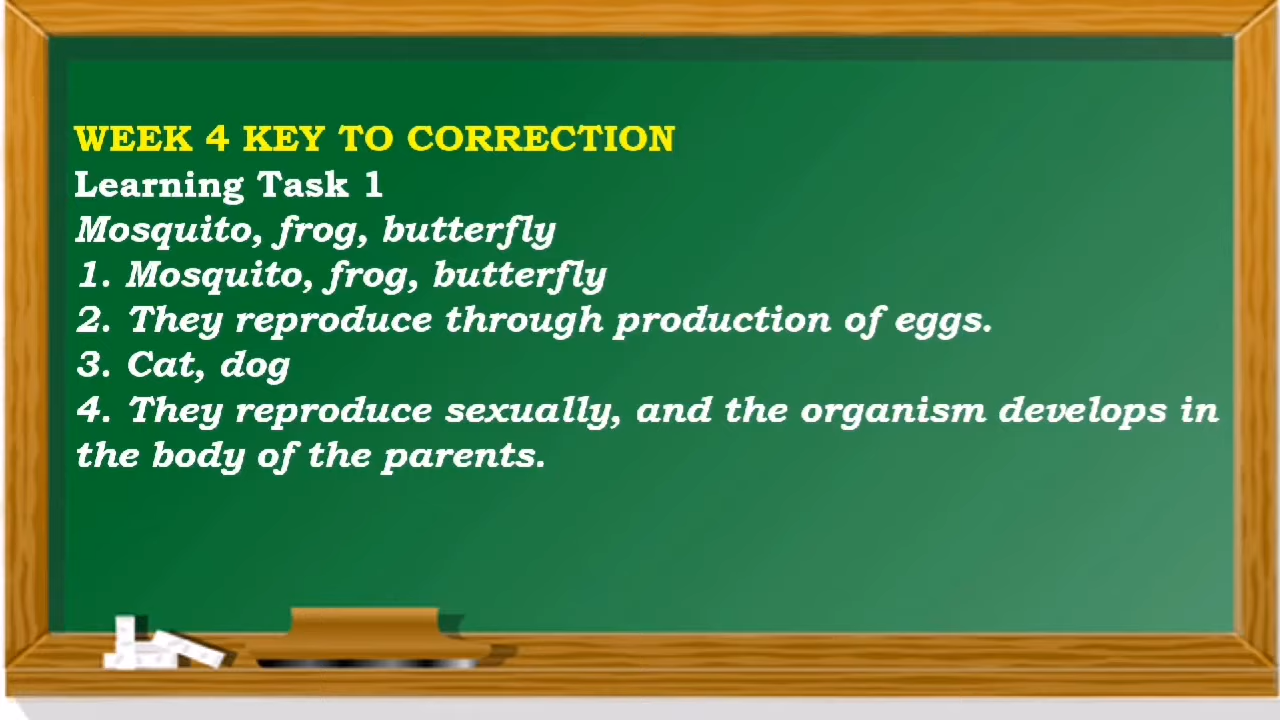 WEEK 4 KEY TO CORRECTION
Learning Task 1
Mosquito, frog, butterfly
1. Mosquito, frog, butterfly
2. They reproduce through production of eggs.
3. Cat, dog
4. They reproduce sexually, and the organism develops in
the body of the parents.